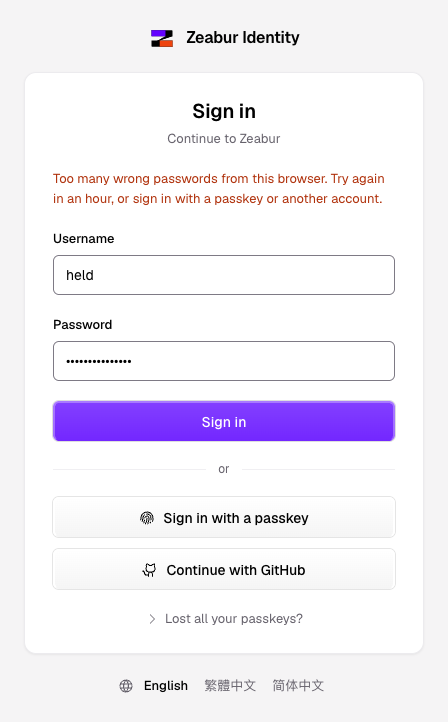 Zeabur Identity
Sign in
Continue to Zeabur
Too many wrong passwords from this browser. Try again
in an hour, or sign in with a passkey or another account.
Username
held
Password
•••••••••••••••
Sign in
or
Sign in with a passkey
Continue with GitHub
Lost all your passkeys?
English 繁體中文 简体中文